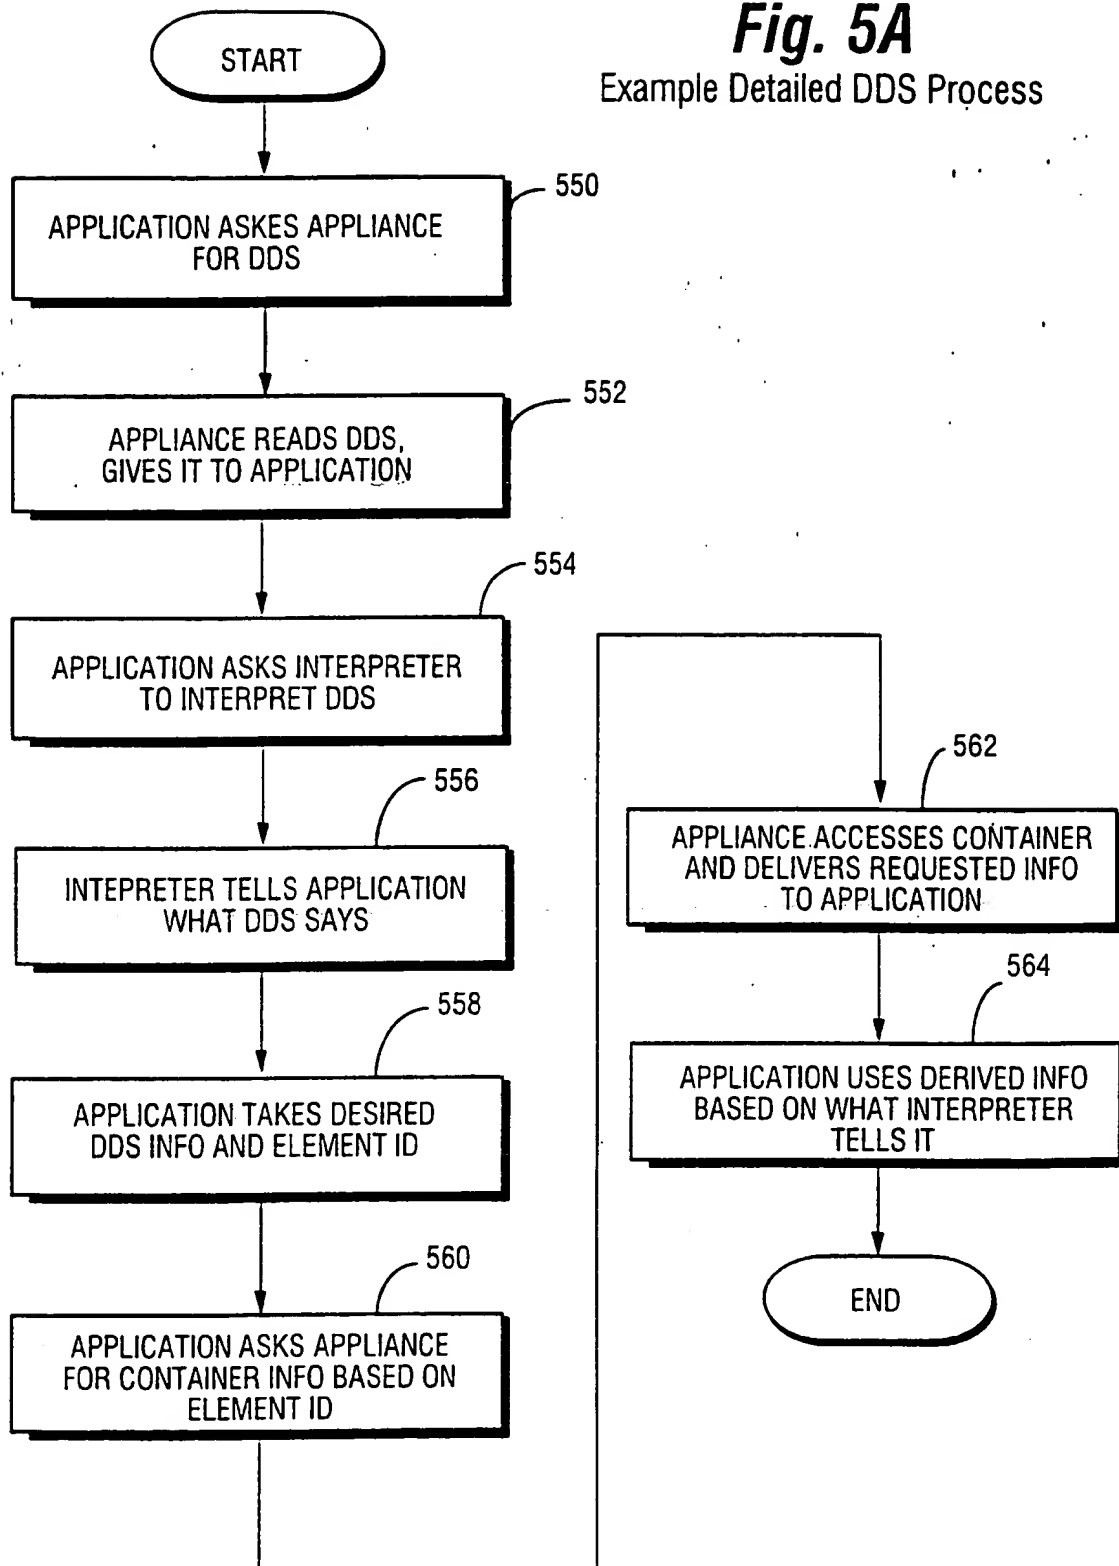 Fig. 5A
Example Detailed DDS Process
START
550
APPLICATION ASKES APPLIANCE
FOR DDS
552
APPLIANCE READS DDS,
GIVES IT TO APPLICATION
554
APPLICATION ASKS INTERPRETER
TO INTERPRET DDS
556
INTEPRETER TELLS APPLICATION
WHAT DDS SAYS
558
APPLICATION TAKES DESIRED
DDS INFO AND ELEMENT ID
560
APPLICATION ASKS APPLIANCE
FOR CONTAINER INFO BASED ON
ELEMENT ID
562
APPLIANCE ACCESSES CONTAINER
AND DELIVERS REQUESTED INFO
TO APPLICATION
564
APPLICATION USES DERIVED INFO
BASED ON WHAT INTERPRETER
TELLS IT
END